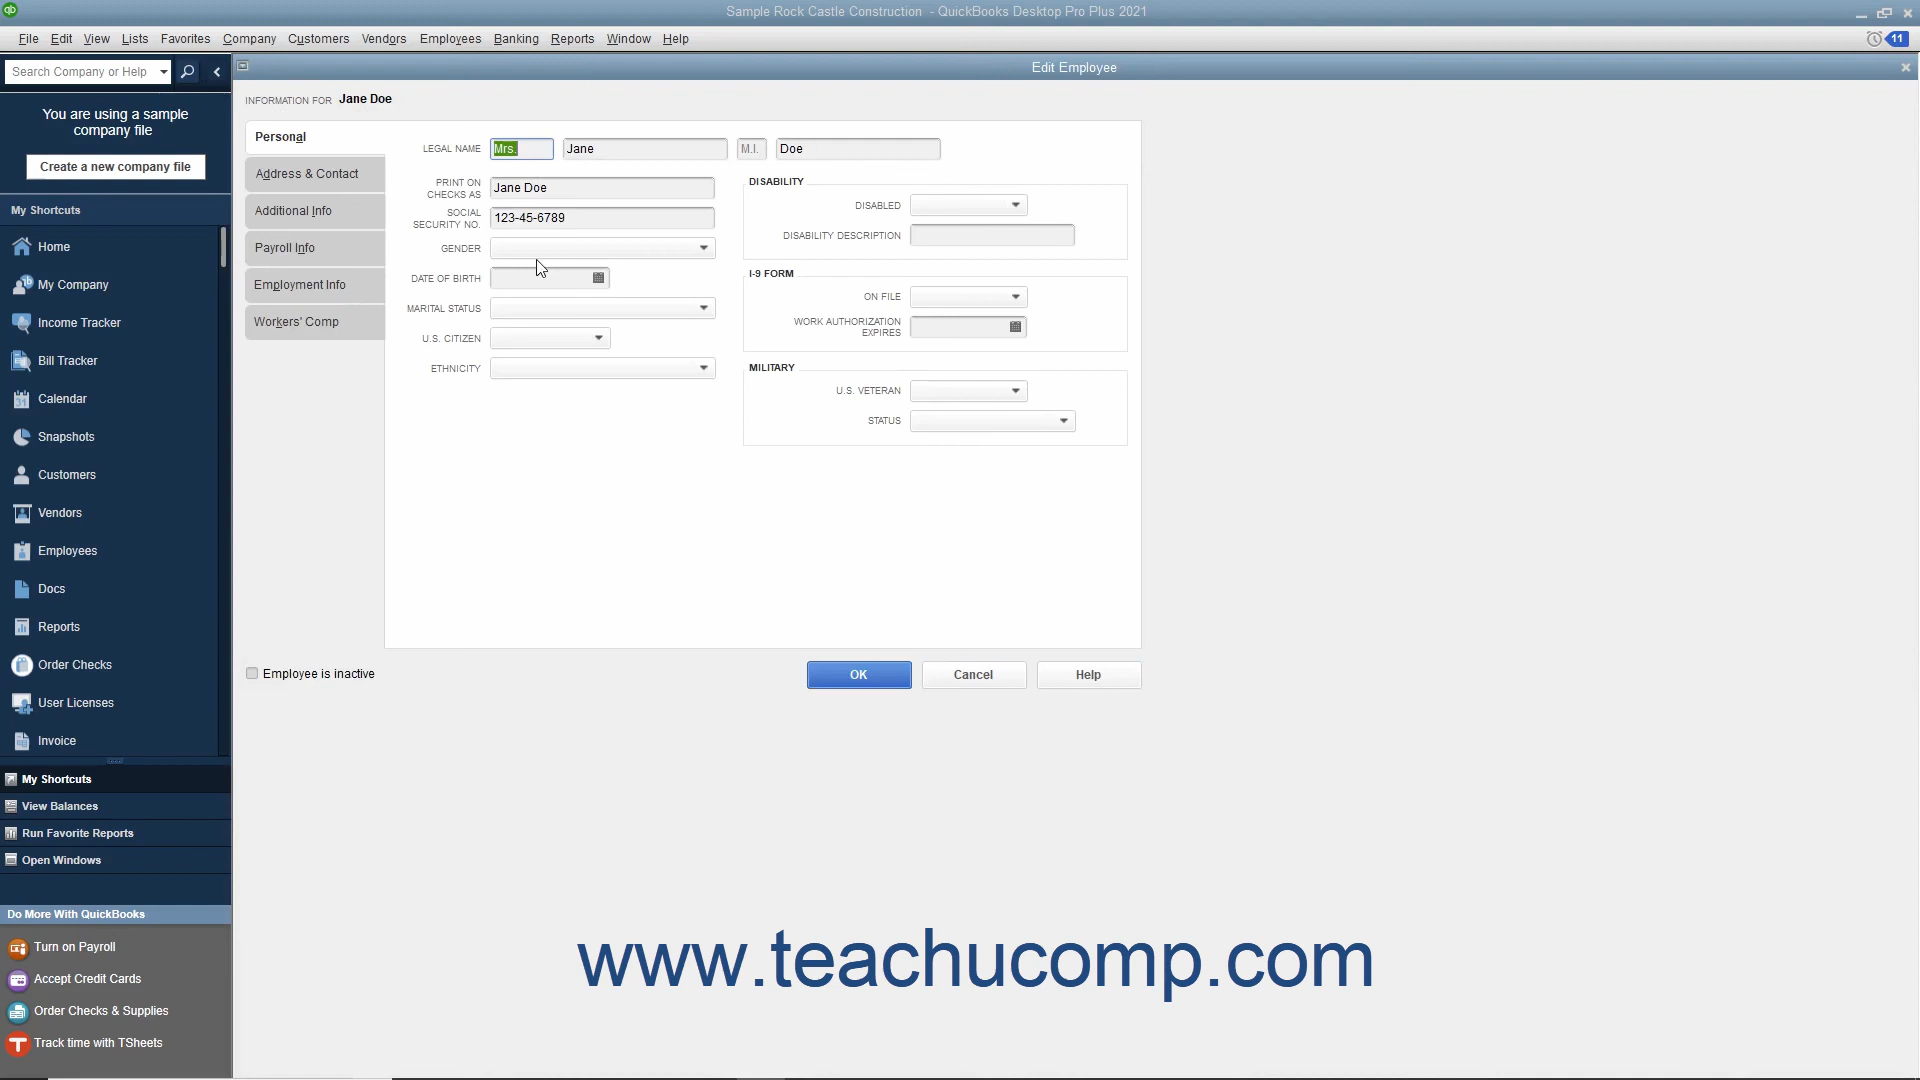 Sample Rock Castle Construction - QuickBooks Desktop Pro Plus 2021
File Edit View Lists Favorites Company Customers Vendors Employees Banking Reports Window Help
11
Search Company or Help
Edit Employee
You are using a sample
company file
Create a new company file
INFORMATION FOR Jane Doe
Personal
Address & Contact
Additional Info
Payroll Info
Employment Info
Workers' Comp
LEGAL NAME Mrs. Jane M.I. Doe
PRINT ON
CHECKS AS
Jane Doe
SOCIAL
SECURITY NO.
123-45-6789
GENDER
DATE OF BIRTH
MARITAL STATUS
U.S. CITIZEN
ETHNICITY
DISABILITY
DISABLED
DISABILITY DESCRIPTION
I-9 FORM
ON FILE
WORK AUTHORIZATION
EXPIRES
MILITARY
U.S. VETERAN
STATUS
Employee is inactive
OK Cancel Help
My Shortcuts
Home
My Company
Income Tracker
Bill Tracker
Calendar
31
Snapshots
Customers
Vendors
Employees
Docs
Reports
Order Checks
User Licenses
Invoice
My Shortcuts
View Balances
Run Favorite Reports
Open Windows
Do More With QuickBooks
Turn on Payroll
Accept Credit Cards
Order Checks & Supplies
Track time with TSheets
www.teachucomp.com